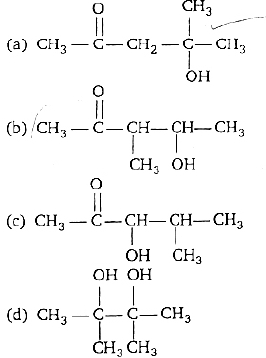 O
CH₃
(a) CH₃—C—CH₂—C—CH₃
OH
O
(b) CH₃—C—CH—CH—CH₃
CH₃ OH
O
(c) CH₃—C—CH—CH—CH₃
OH CH₃
OH OH
(d) CH₃—C—C—CH₃
CH₃ CH₃